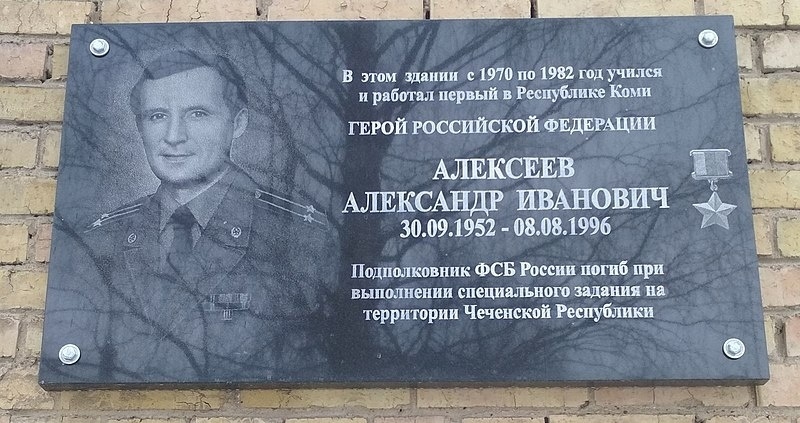 В этом здании с 1970 по 1982 год учился
и работал первый в Республике Коми
ГЕРОЙ РОССИЙСКОЙ ФЕДЕРАЦИИ
АЛЕКСЕЕВ
АЛЕКСАНДР ИВАНОВИЧ
30.09.1952 - 08.08.1996
Подполковник ФСБ России погиб при
выполнении специального задания на
территории Чеченской Республики